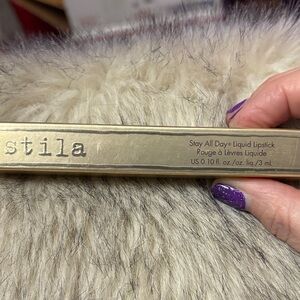 stila
Stay All Day® Liquid Lipstick
Rouge à Lèvres Liquide
US 0.10 fl. oz./oz. liq./3 mL